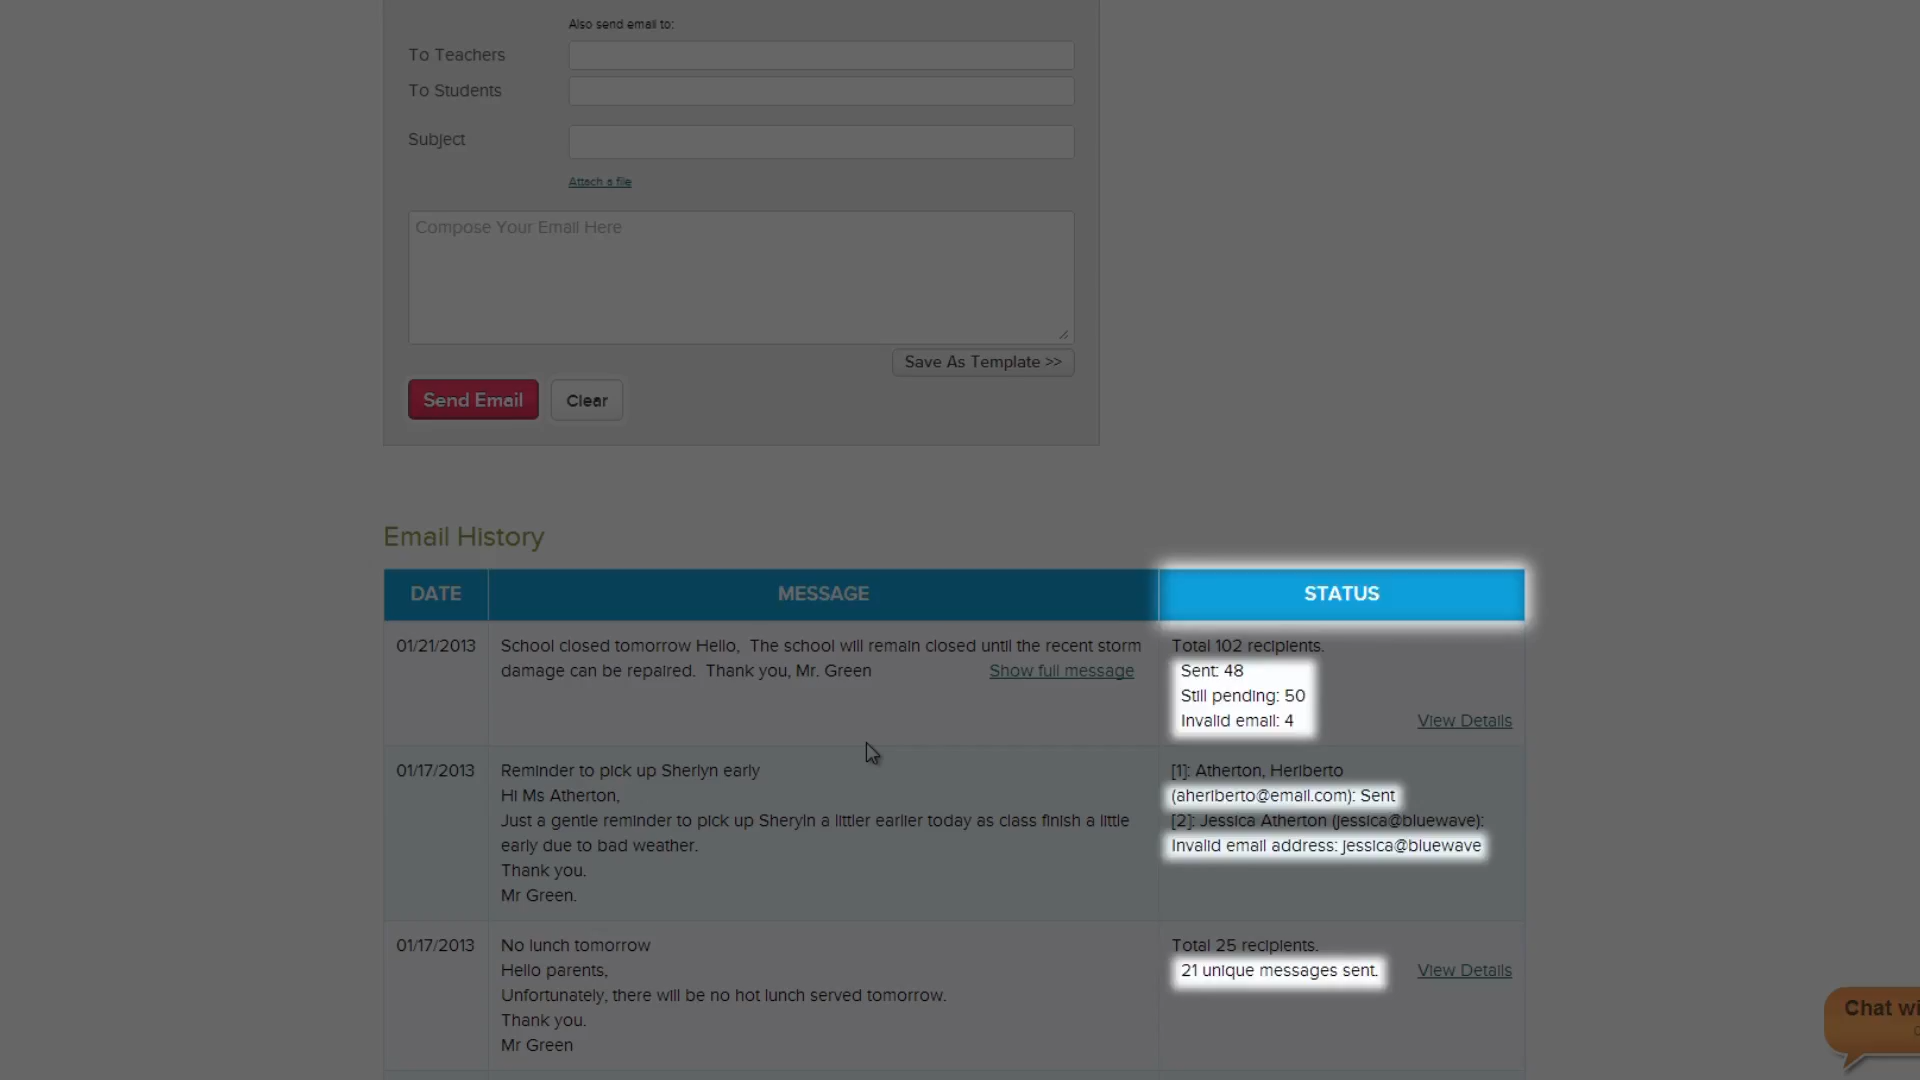 Also send email to:
To Teachers
To Students
Subject
Attach a file
Compose Your Email Here
Save As Template >>
Send Email
Clear
Email History
DATE
MESSAGE
STATUS
01/21/2013
School closed tomorrow Hello,  The school will remain closed until the recent storm
damage can be repaired.  Thank you, Mr. Green
Show full message
Total 102 recipients.
Sent: 48
Still pending: 50
Invalid email: 4
View Details
01/17/2013
Reminder to pick up Sherlyn early
Hi Ms Atherton,
Just a gentle reminder to pick up Sheryln a littler earlier today as class finish a little
early due to bad weather.
Thank you.
Mr Green.
[1]: Atherton, Heriberto
(aheriberto@email.com): Sent
[2]: Jessica Atherton (jessica@bluewave):
Invalid email address: jessica@bluewave
01/17/2013
No lunch tomorrow
Hello parents,
Unfortunately, there will be no hot lunch served tomorrow.
Thank you.
Mr Green
Total 25 recipients.
21 unique messages sent.
View Details
Chat wi